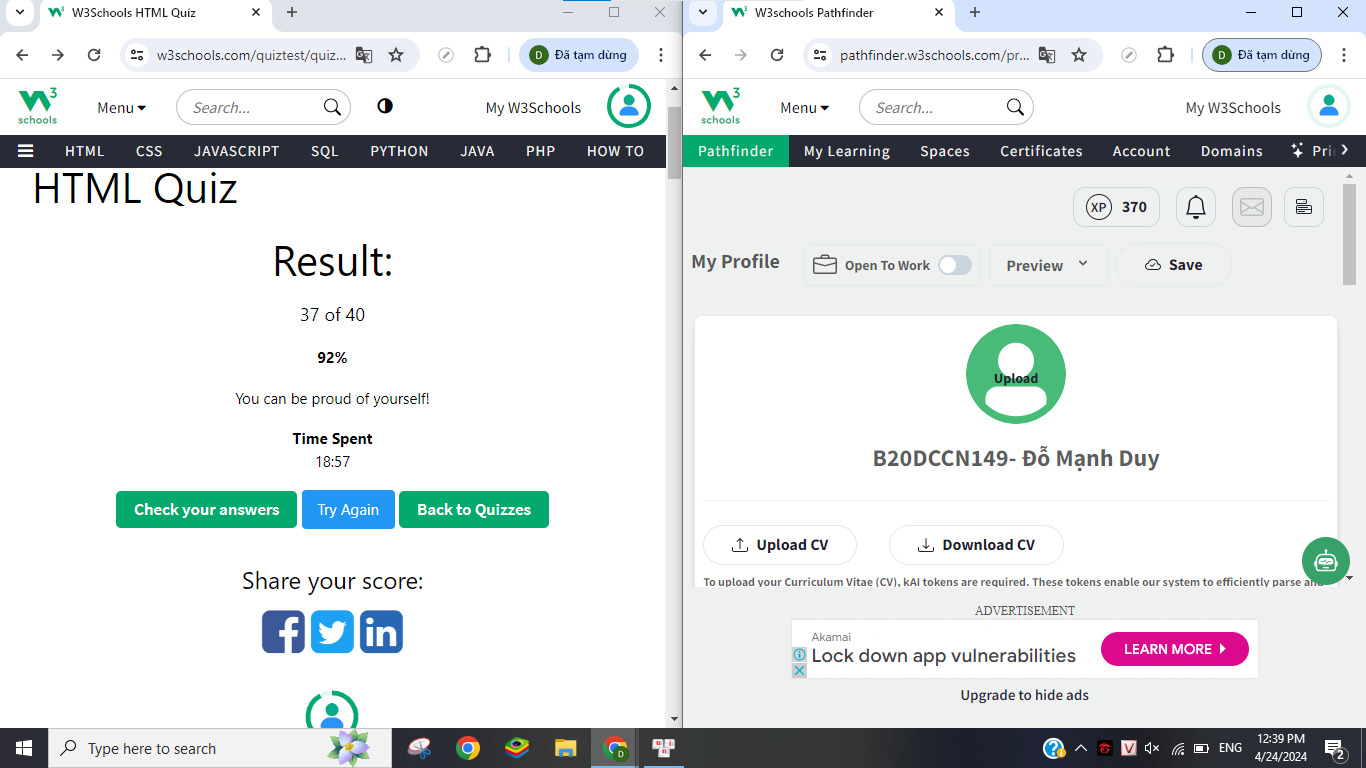 W3Schools HTML Quiz
w3schools.com/quiztest/quiz...
D Đã tạm dừng
W3 schools
Menu
Search...
My W3Schools
HTML CSS JAVASCRIPT SQL PYTHON JAVA PHP HOW TO
HTML Quiz
Result:
37 of 40
92%
You can be proud of yourself!
Time Spent
18:57
Check your answers Try Again Back to Quizzes
Share your score:
W3schools Pathfinder
pathfinder.w3schools.com/pr...
D Đã tạm dừng
W3 schools
Menu
Search...
My W3Schools
Pathfinder My Learning Spaces Certificates Account Domains Pri
XP 370
My Profile Open To Work Preview Save
Upload
B20DCCN149- Đỗ Mạnh Duy
Upload CV Download CV
To upload your Curriculum Vitae (CV), kAI tokens are required. These tokens enable our system to efficiently parse and
ADVERTISEMENT
Akamai
Lock down app vulnerabilities
LEARN MORE
Upgrade to hide ads
Type here to search
ENG
12:39 PM
4/24/2024
2